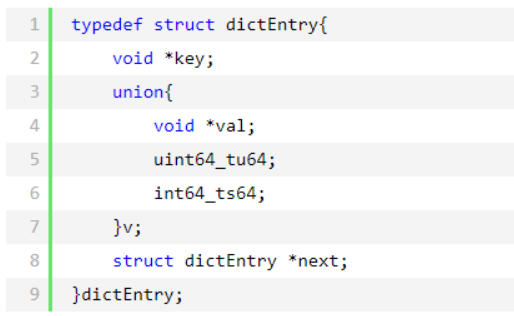 1 typedef struct dictEntry{
2 void *key;
3 union{
4 void *val;
5 uint64_tu64;
6 int64_ts64;
7 }v;
8 struct dictEntry *next;
9 }dictEntry;